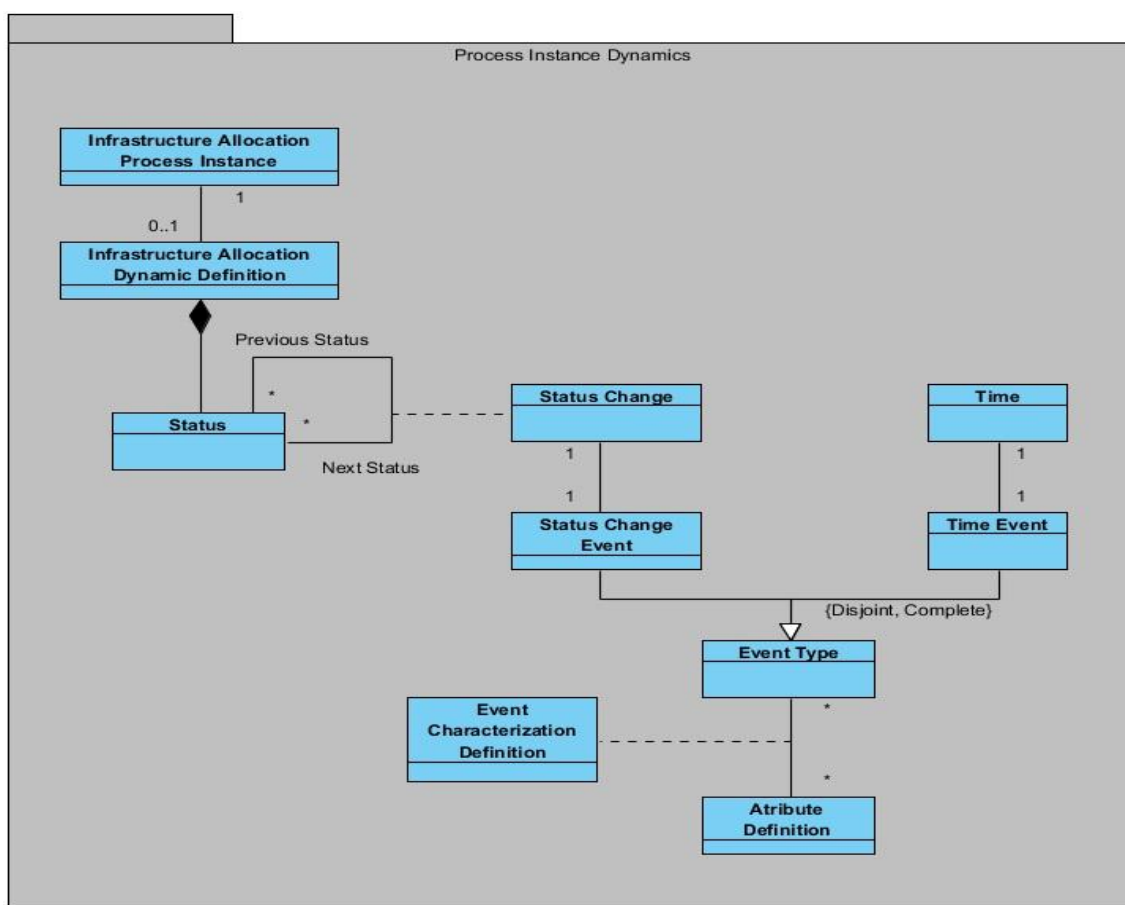 Process Instance Dynamics
Infrastructure Allocation
Process Instance
1
0..1
Infrastructure Allocation
Dynamic Definition
Previous Status
*
Status
*
Next Status
Status Change
1
1
Status Change
Event
Time
1
1
Time Event
{Disjoint, Complete}
Event Type
*
Event
Characterization
Definition
*
Atribute
Definition